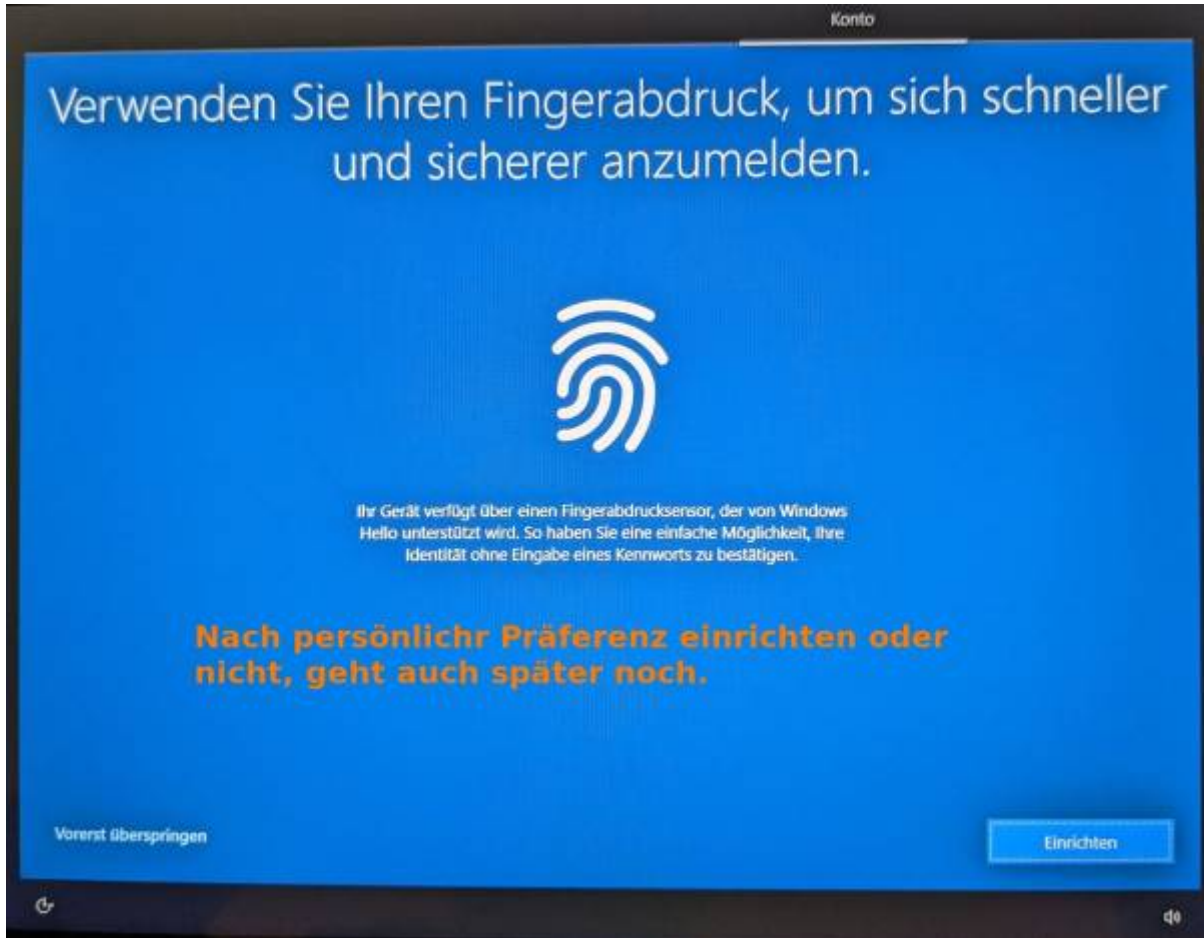 Konto
Verwenden Sie Ihren Fingerabdruck, um sich schneller
und sicherer anzumelden.
Ihr Gerät verfügt über einen Fingerabdrucksensor, der von Windows
Hello unterstützt wird. So haben Sie eine einfache Möglichkeit, Ihre
Identität ohne Eingabe eines Kennworts zu bestätigen.
Nach persönlichr Präferenz einrichten oder
nicht, geht auch später noch.
Vorerst überspringen
Einrichten